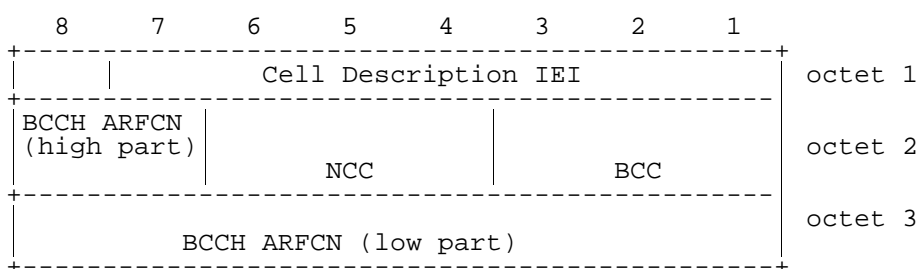 8 7 6 5 4 3 2 1
Cell Description IEI octet 1
BCCH ARFCN
(high part) octet 2
NCC BCC
octet 3
BCCH ARFCN (low part)